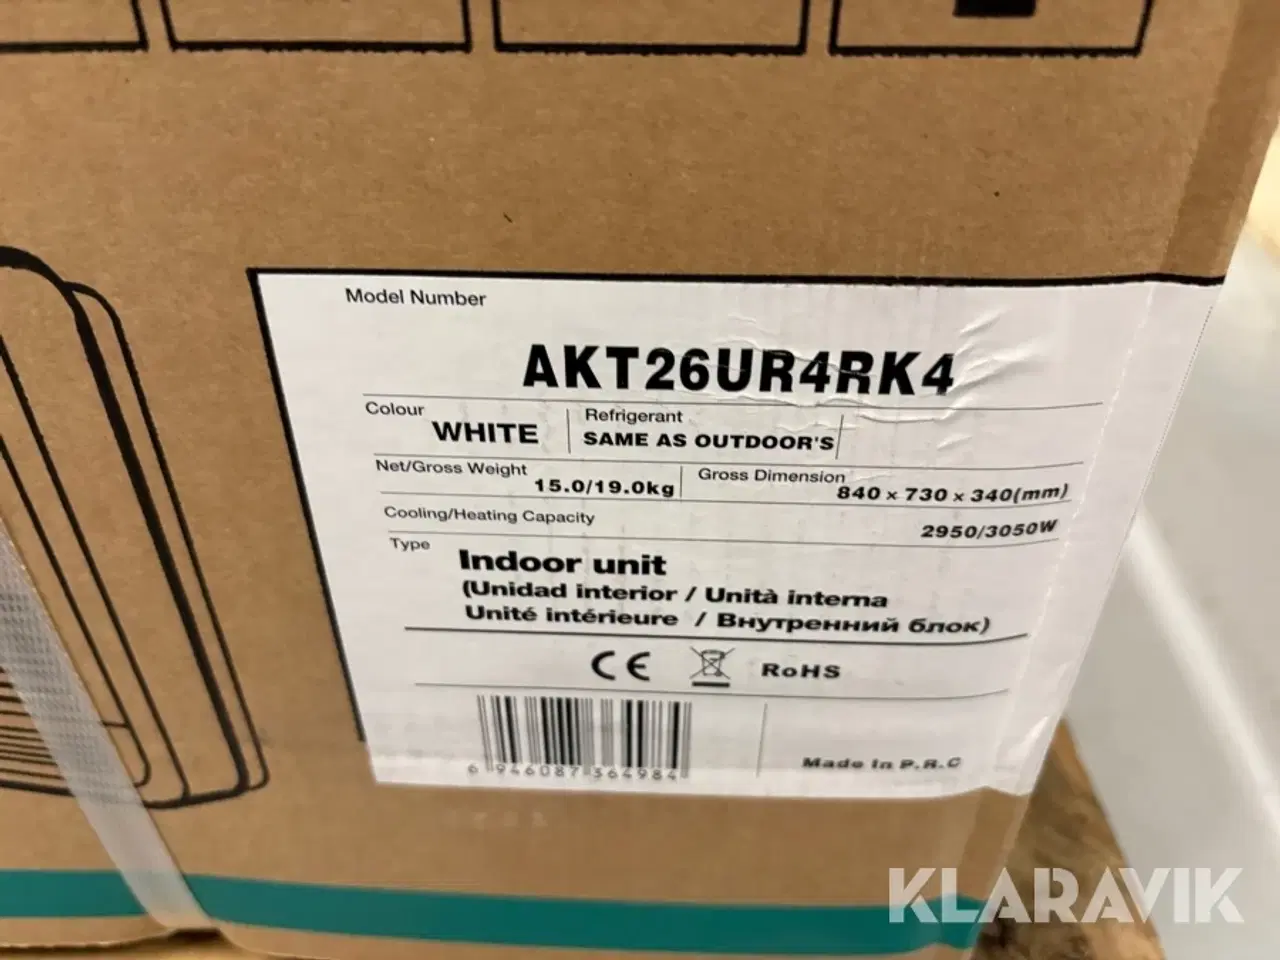 Model Number
AKT26UR4RK4
Colour WHITE Refrigerant SAME AS OUTDOOR'S
Net/Gross Weight 15.0/19.0kg Gross Dimension 840 x 730 x 340(mm)
Cooling/Heating Capacity 2950/3050W
Type Indoor unit
(Unidad interior / Unità interna
Unité intérieure / Внутренний блок)
CE RoHS
6 946087 364984
Made in P.R.C
KLARAVIK